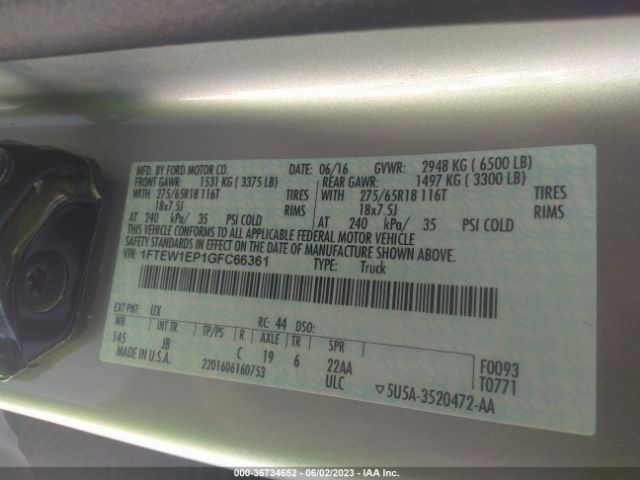 MFD. BY FORD MOTOR CO. DATE: 06/16 GVWR: 2948 KG ( 6500 LB)
FRONT GAWR: 1531 KG ( 3375 LB) REAR GAWR: 1497 KG ( 3300 LB)
WITH 275/65R18 116T TIRES WITH 275/65R18 116T TIRES
18x7.5J RIMS 18x7.5J RIMS
AT 240 kPa/ 35 PSI COLD AT 240 kPa/ 35 PSI COLD
THIS VEHICLE CONFORMS TO ALL APPLICABLE FEDERAL MOTOR VEHICLE
SAFETY STANDARDS IN EFFECT ON THE DATE OF MANUFACTURE SHOWN ABOVE.
VIN: 1FTEW1EP1GFC66361 TYPE: Truck
EXT PNT: UX RC: 44 DSO:
WB INT TR TP/PS R AXLE TR SPR
145 JB C 19 6 22AA F0093
MADE IN U.S.A. 2201606160753 ULC T0771
▽5U5A-3520472-AA
000-36734652 - 06/02/2023 - IAA Inc.